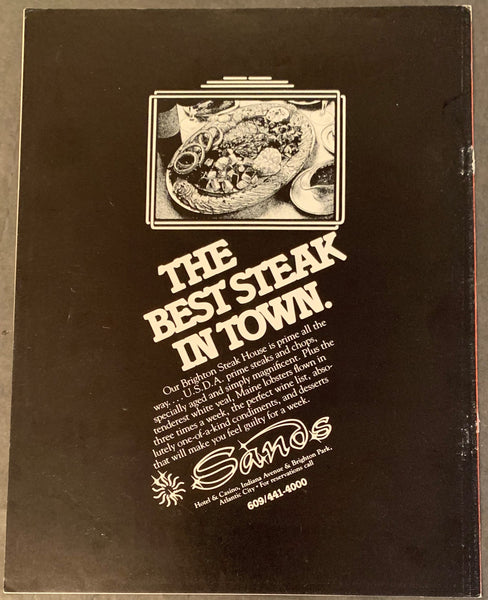 THE
BEST STEAK
IN TOWN.
Our Brighton Steak House is prime all the
way. . . . U.S.D.A. prime steaks and chops,
specially aged and simply magnificent. Plus the
tenderest white veal, Maine lobsters flown in
three times a week, the perfect wine list, abso-
lutely one-of-a-kind condiments, and desserts
that will make you feel guilty for a week.
Sands
Hotel & Casino, Indiana Avenue & Brighton Park,
Atlantic City • For reservations call
609/441-4000